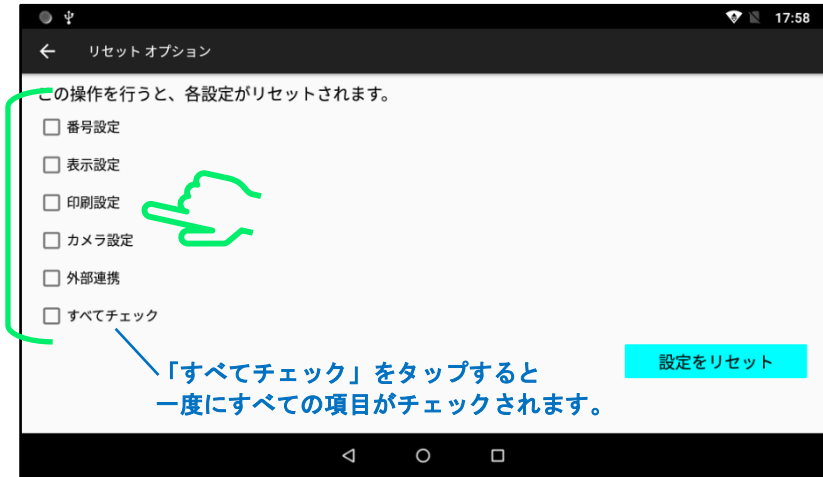 17:58
リセット オプション
この操作を行うと、各設定がリセットされます。
番号設定
表示設定
印刷設定
カメラ設定
外部連携
すべてチェック
設定をリセット
「すべてチェック」をタップすると
一度にすべての項目がチェックされます。